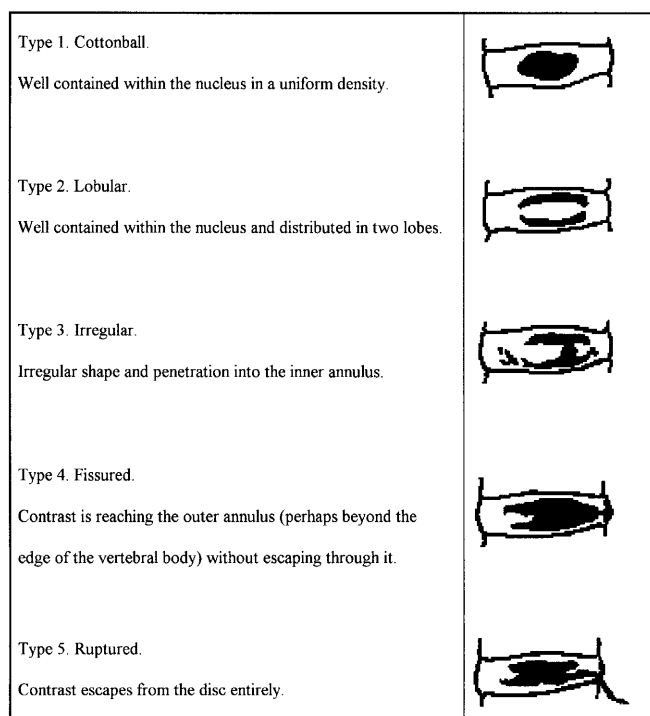 Type 1. Cottonball.
Well contained within the nucleus in a uniform density.
Type 2. Lobular.
Well contained within the nucleus and distributed in two lobes.
Type 3. Irregular.
Irregular shape and penetration into the inner annulus.
Type 4. Fissured.
Contrast is reaching the outer annulus (perhaps beyond the
edge of the vertebral body) without escaping through it.
Type 5. Ruptured.
Contrast escapes from the disc entirely.